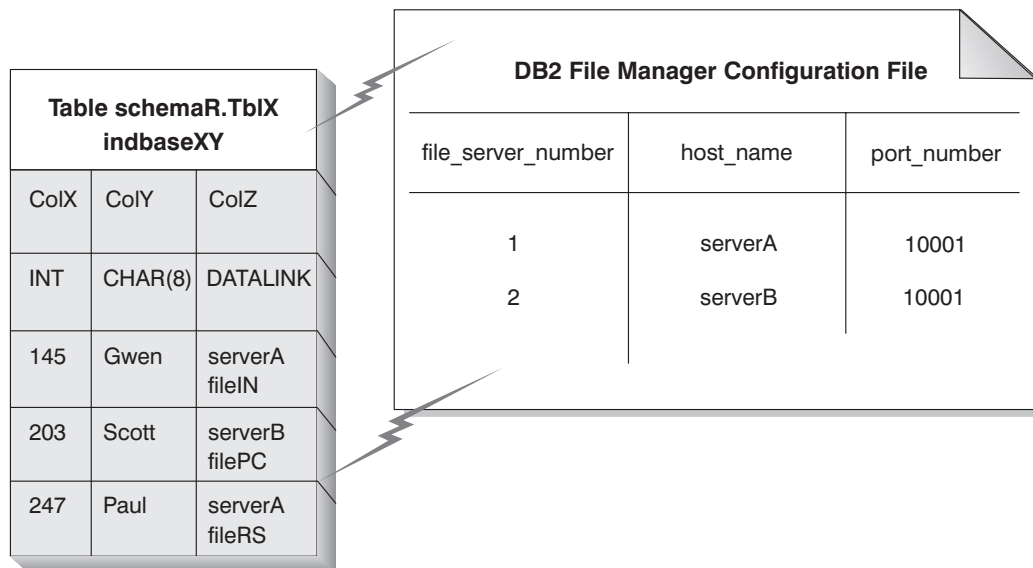 Table schemaR.TblX
indbaseXY
ColX ColY ColZ
INT CHAR(8) DATALINK
145 Gwen serverA
fileIN
203 Scott serverB
filePC
247 Paul serverA
fileRS
DB2 File Manager Configuration File
file_server_number host_name port_number
1 serverA 10001
2 serverB 10001